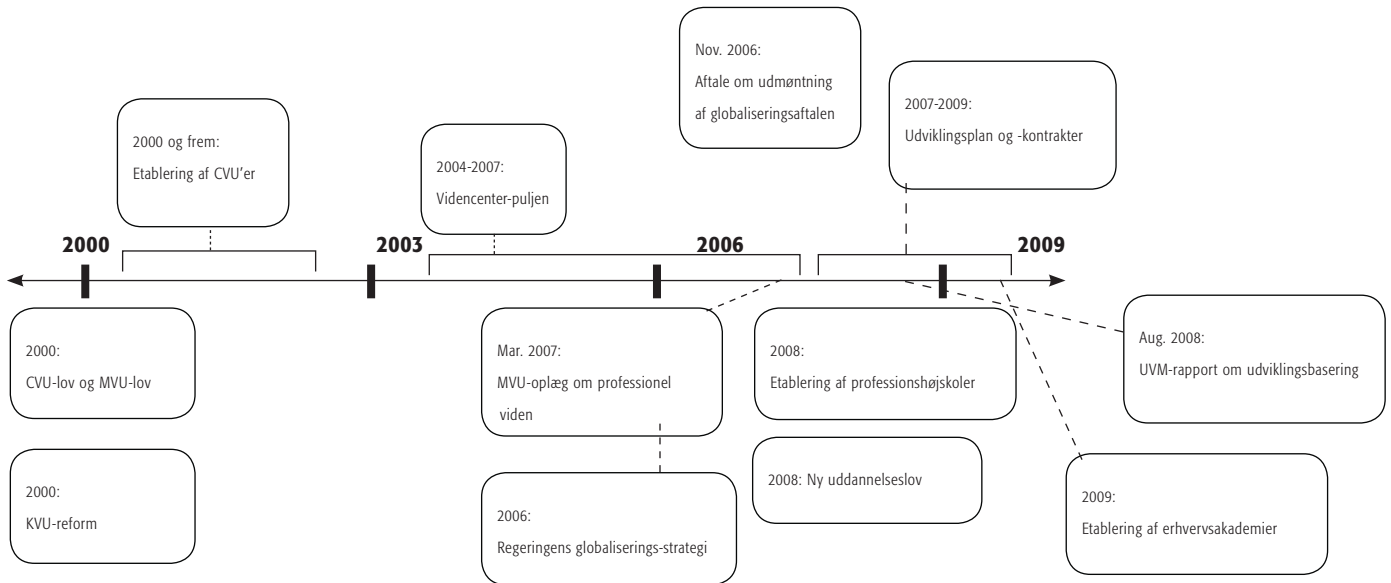 Nov. 2006:
Aftale om udmøntning
af globaliseringsaftalen
2007-2009:
Udviklingsplan og -kontrakter
2000 og frem:
Etablering af CVU'er
2004-2007:
Videncenter-puljen
2000
2003
2006
2009
2000:
CVU-lov og MVU-lov
Mar. 2007:
MVU-oplæg om professionel
viden
2008:
Etablering af professionshøjskoler
Aug. 2008:
UVM-rapport om udviklingsbasering
2000:
KVU-reform
2006:
Regeringens globaliserings-strategi
2008: Ny uddannelseslov
2009:
Etablering af erhvervsakademier